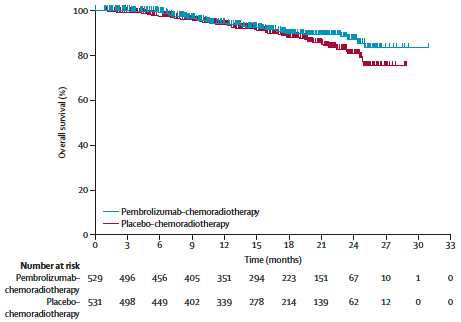 100
80
60
40
20
0
Overall survival (%)
Pembrolizumab–chemoradiotherapy
Placebo–chemoradiotherapy
0 3 6 9 12 15 18 21 24 27 30 33
Time (months)
Number at risk
Pembrolizumab– 529 496 456 405 351 294 223 151 67 10 1 0
chemoradiotherapy
Placebo– 531 498 449 402 339 278 214 139 62 12 0 0
chemoradiotherapy